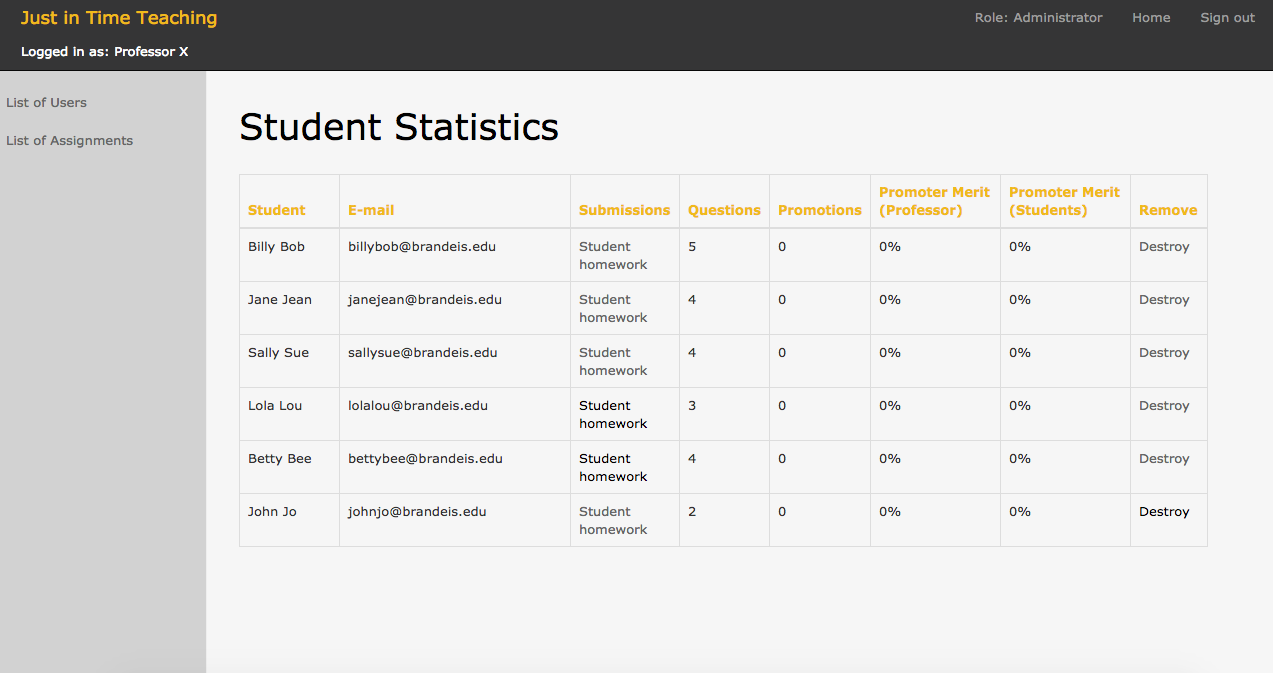 Just in Time Teaching
Role: Administrator Home Sign out
Logged in as: Professor X
List of Users
List of Assignments
Student Statistics
Student E-mail Submissions Questions Promotions Promoter Merit (Professor) Promoter Merit (Students) Remove
Billy Bob billybob@brandeis.edu Student homework 5 0 0% 0% Destroy
Jane Jean janejean@brandeis.edu Student homework 4 0 0% 0% Destroy
Sally Sue sallysue@brandeis.edu Student homework 4 0 0% 0% Destroy
Lola Lou lolalou@brandeis.edu Student homework 3 0 0% 0% Destroy
Betty Bee bettybee@brandeis.edu Student homework 4 0 0% 0% Destroy
John Jo johnjo@brandeis.edu Student homework 2 0 0% 0% Destroy